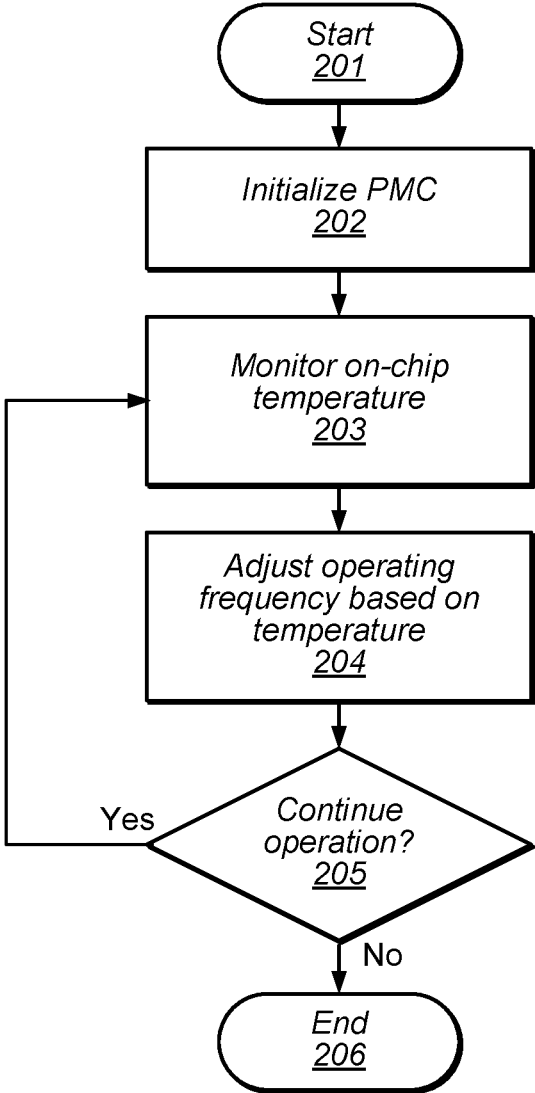 Start
201
Initialize PMC
202
Monitor on-chip
temperature
203
Adjust operating
frequency based on
temperature
204
Continue
operation?
205
Yes
No
End
206